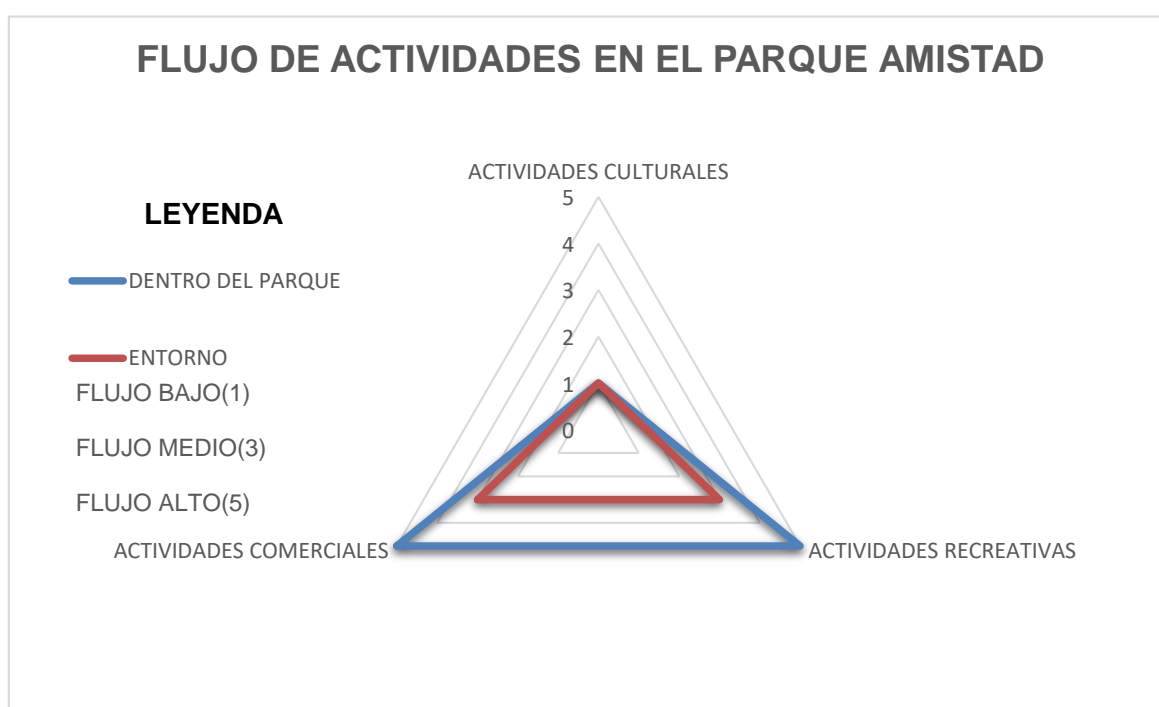 FLUJO DE ACTIVIDADES EN EL PARQUE AMISTAD
LEYENDA
DENTRO DEL PARQUE
ENTORNO
FLUJO BAJO(1)
FLUJO MEDIO(3)
FLUJO ALTO(5)
ACTIVIDADES CULTURALES
5
4
3
2
1
0
ACTIVIDADES COMERCIALES
ACTIVIDADES RECREATIVAS